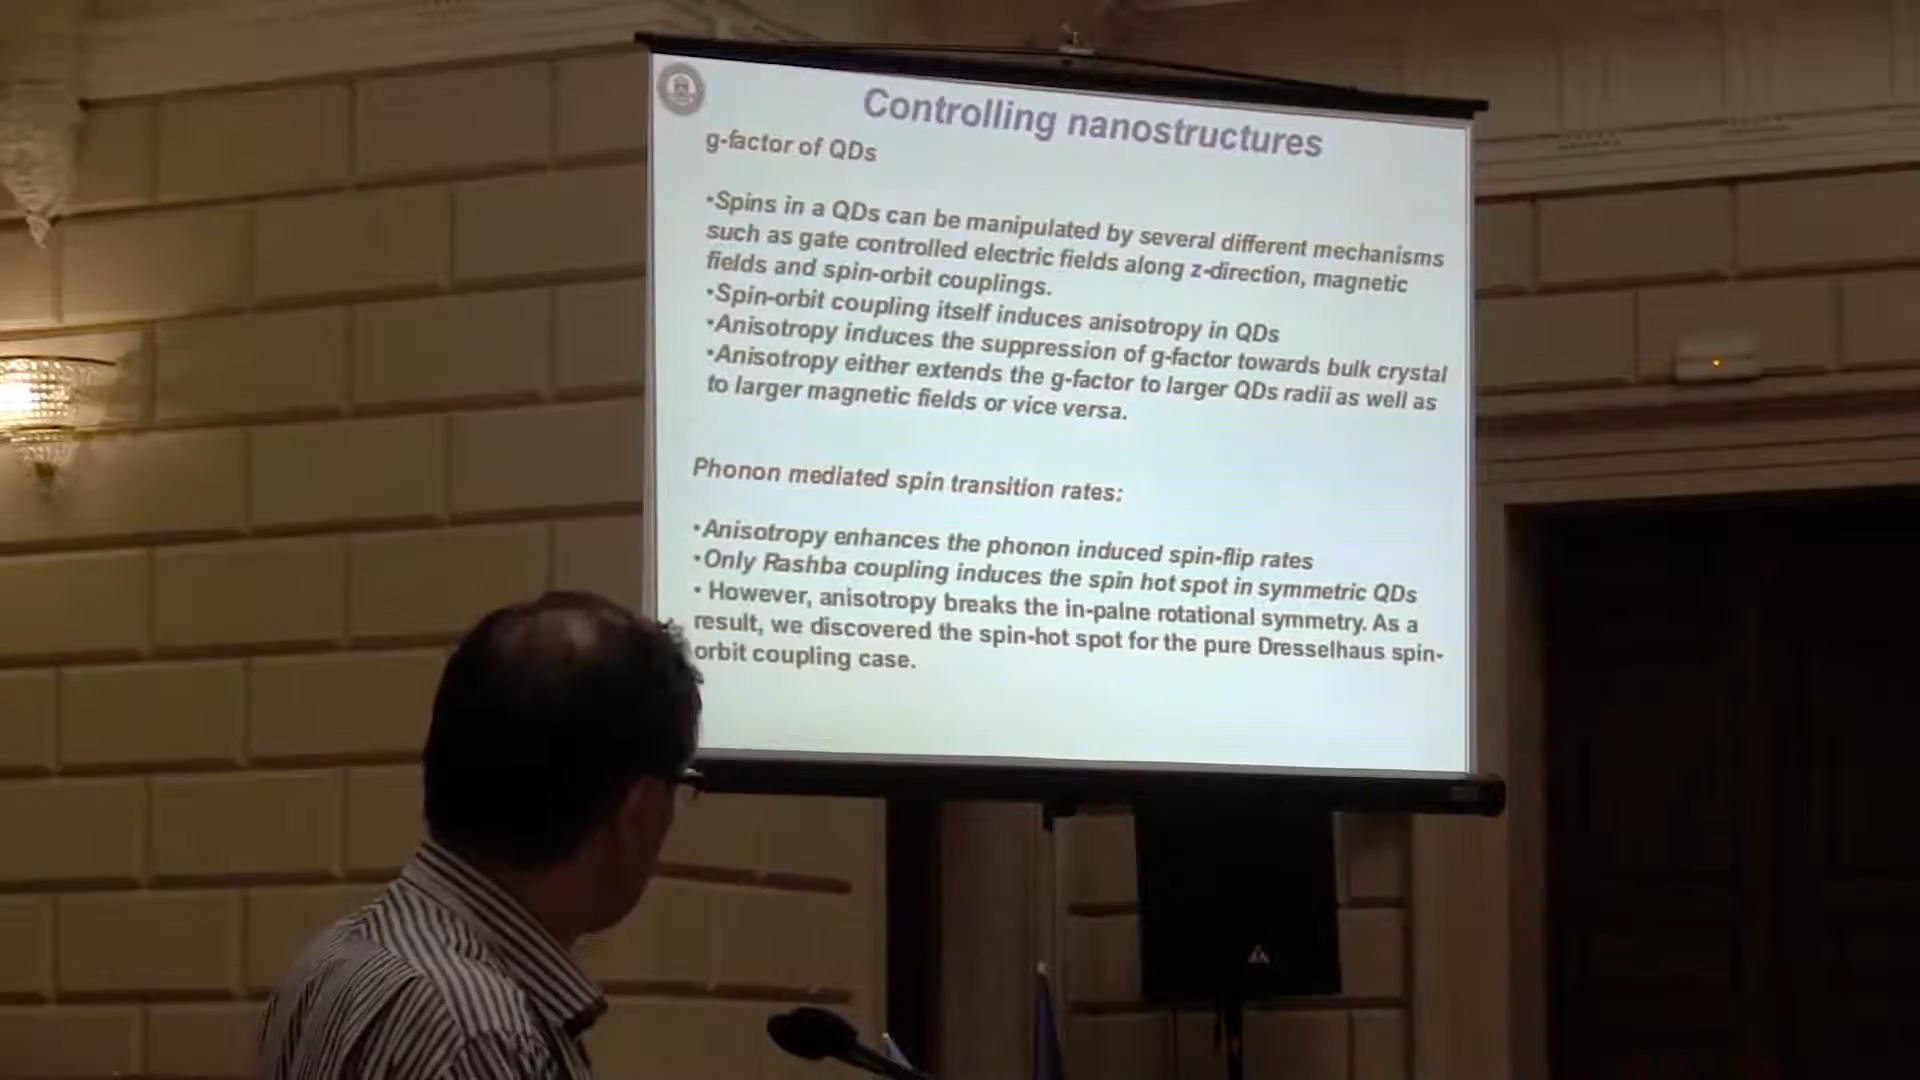 Controlling nanostructures
g-factor of QDs
•Spins in a QDs can be manipulated by several different mechanisms
such as gate controlled electric fields along z-direction, magnetic
fields and spin-orbit couplings.
•Spin-orbit coupling itself induces anisotropy in QDs
•Anisotropy induces the suppression of g-factor towards bulk crystal
•Anisotropy either extends the g-factor to larger QDs radii as well as
to larger magnetic fields or vice versa.
Phonon mediated spin transition rates:
•Anisotropy enhances the phonon induced spin-flip rates
•Only Rashba coupling induces the spin hot spot in symmetric QDs
• However, anisotropy breaks the in-palne rotational symmetry. As a
result, we discovered the spin-hot spot for the pure Dresselhaus spin-
orbit coupling case.